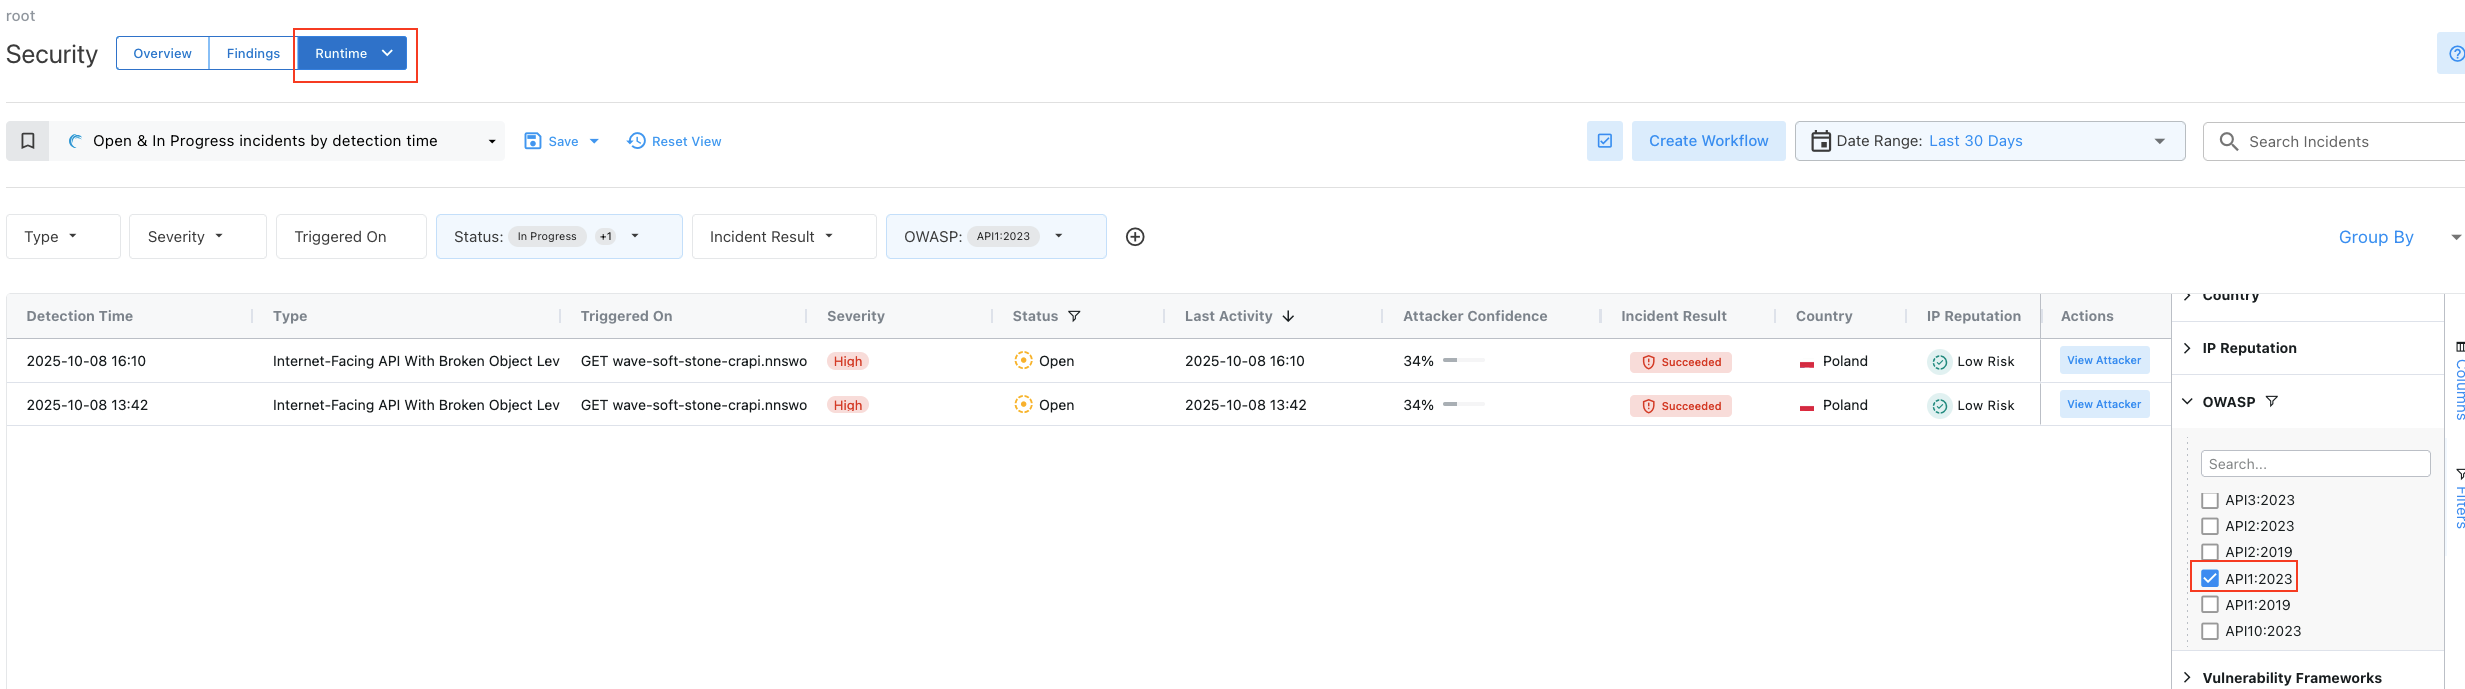 root
Security Overview Findings Runtime
Open & In Progress incidents by detection time Save Reset View Create Workflow Date Range: Last 30 Days Search Incidents
Type Severity Triggered On Status: In Progress +1 Incident Result OWASP: API1:2023 Group By
Detection Time Type Triggered On Severity Status Last Activity Attacker Confidence Incident Result Country IP Reputation Actions
2025-10-08 16:10 Internet-Facing API With Broken Object Lev GET wave-soft-stone-crapi.nnswo High Open 2025-10-08 16:10 34% Succeeded Poland Low Risk View Attacker
2025-10-08 13:42 Internet-Facing API With Broken Object Lev GET wave-soft-stone-crapi.nnswo High Open 2025-10-08 13:42 34% Succeeded Poland Low Risk View Attacker
Country
IP Reputation
OWASP
Search...
API3:2023
API2:2023
API2:2019
API1:2023
API1:2019
API10:2023
Vulnerability Frameworks
Columns
Filters